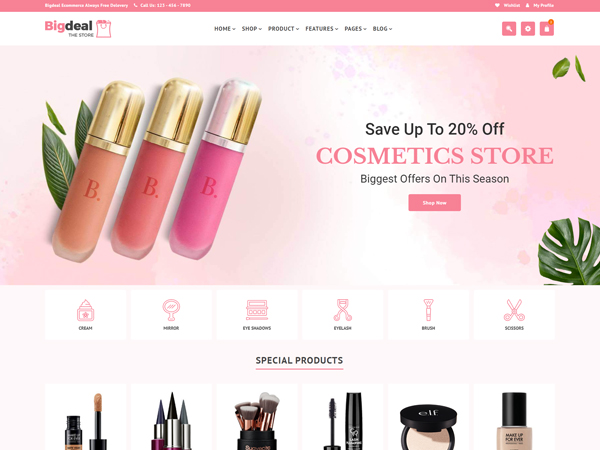 Bigdeal Ecommerce Always Free Delevery Call Us: 123 - 456 - 7890 Wishlist My Profile
Bigdeal
THE STORE
HOME SHOP PRODUCT FEATURES PAGES BLOG
Save Up To 20% Off
COSMETICS STORE
Biggest Offers On This Season
Shop Now
B. B. B.
CREAM MIRROR EYE SHADOWS EYELASH BRUSH SCISSORS
SPECIAL PRODUCTS
e.l.f.
MAKE UP
FOR EVER